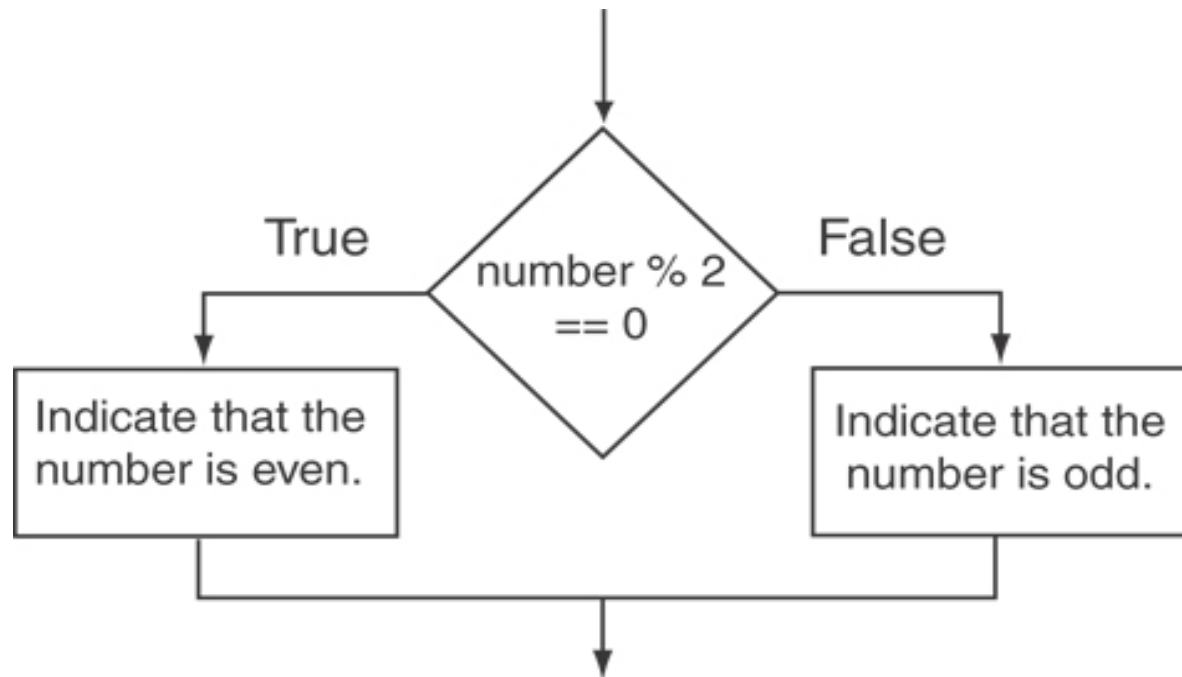 True
False
number % 2
== 0
Indicate that the
number is even.
Indicate that the
number is odd.